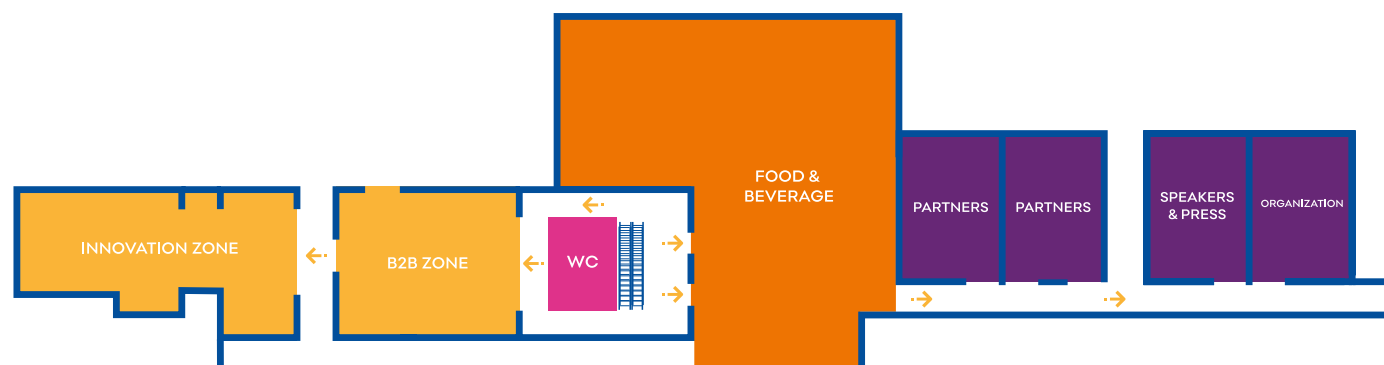 INNOVATION ZONE
B2B ZONE
WC
FOOD &
BEVERAGE
PARTNERS
PARTNERS
SPEAKERS
& PRESS
ORGANIZATION